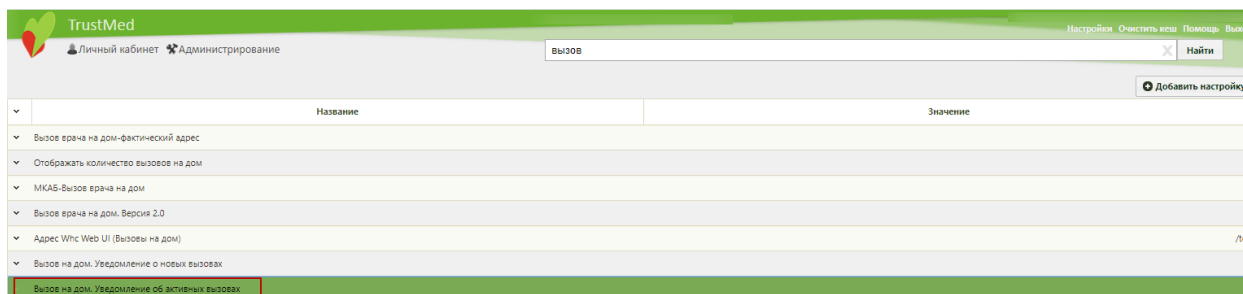 TrustMed
Настройки Очистить кеш Помощь
Личный кабинет Администрирование
вызов
Найти
Добавить настройку
Название Значение
Вызов врача на дом-фактический адрес
Отображать количество вызовов на дом
МКАБ-Вызов врача на дом
Вызов врача на дом. Версия 2.0
Адрес Whc Web UI (Вызовы на дом)
Вызов на дом. Уведомление о новых вызовах
Вызов на дом. Уведомление об активных вызовах